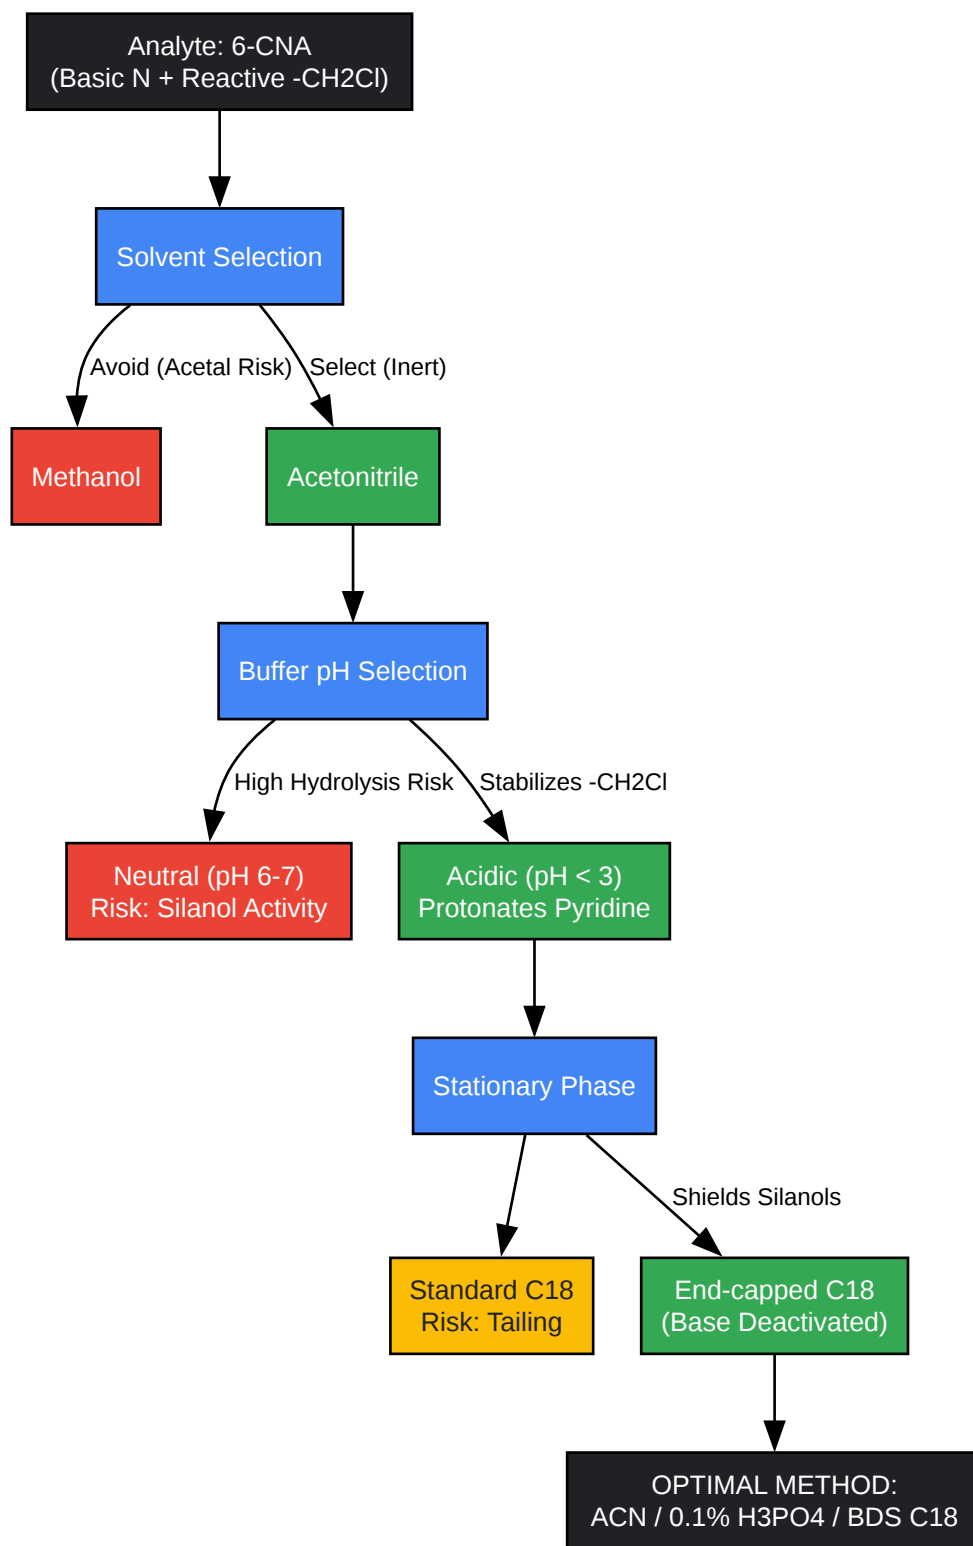 Analyte: 6-CNA
(Basic N + Reactive -CH2Cl)
Solvent Selection
Avoid (Acetal Risk)
Select (Inert)
Methanol
Acetonitrile
Buffer pH Selection
High Hydrolysis Risk
Stabilizes -CH2Cl
Neutral (pH 6-7)
Risk: Silanol Activity
Acidic (pH < 3)
Protonates Pyridine
Stationary Phase
Shields Silanols
Standard C18
Risk: Tailing
End-capped C18
(Base Deactivated)
OPTIMAL METHOD:
ACN / 0.1% H3PO4 / BDS C18